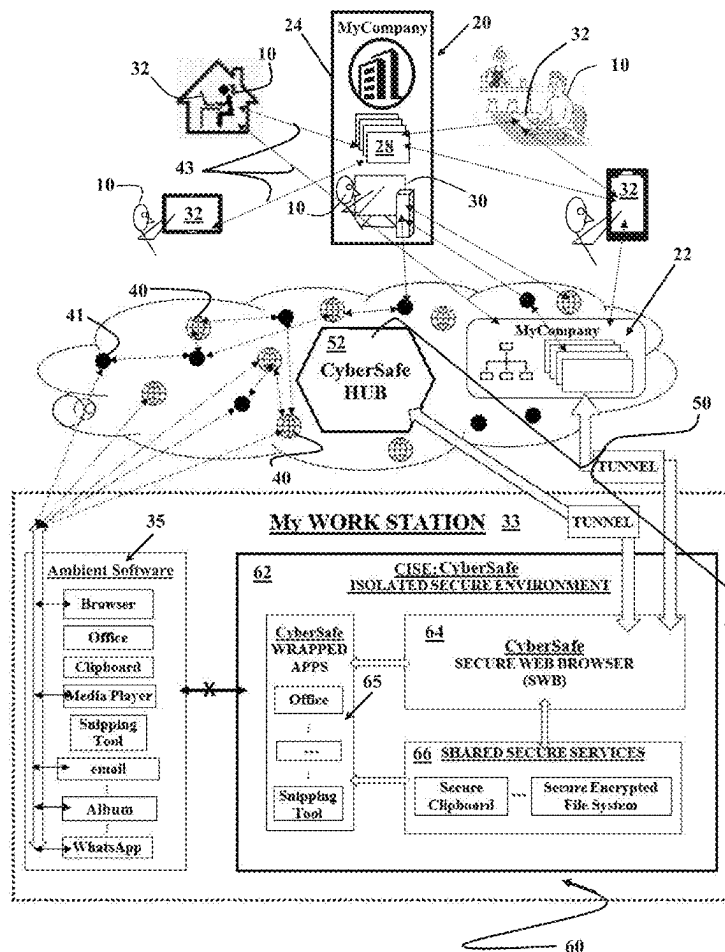 24
MyCompany
20
32
10
32
10
28
43
30
10
10
32
32
22
40
41
MyCompany
52
CyberSafe
HUB
50
40
TUNNEL
My WORK STATION 33
TUNNEL
35
Ambient Software
62
CISE: CyberSafe
ISOLATED SECURE ENVIRONMENT
Browser
Office
Clipboard
Media Player
Snipping
Tool
email
Album
WhatsApp
X
CyberSafe
WRAPPED
APPS
Office
...
Snipping
Tool
65
64
CyberSafe
SECURE WEB BROWSER
(SWB)
66 SHARED SECURE SERVICES
Secure
Clipboard
...
Secure Encrypted
File System
60